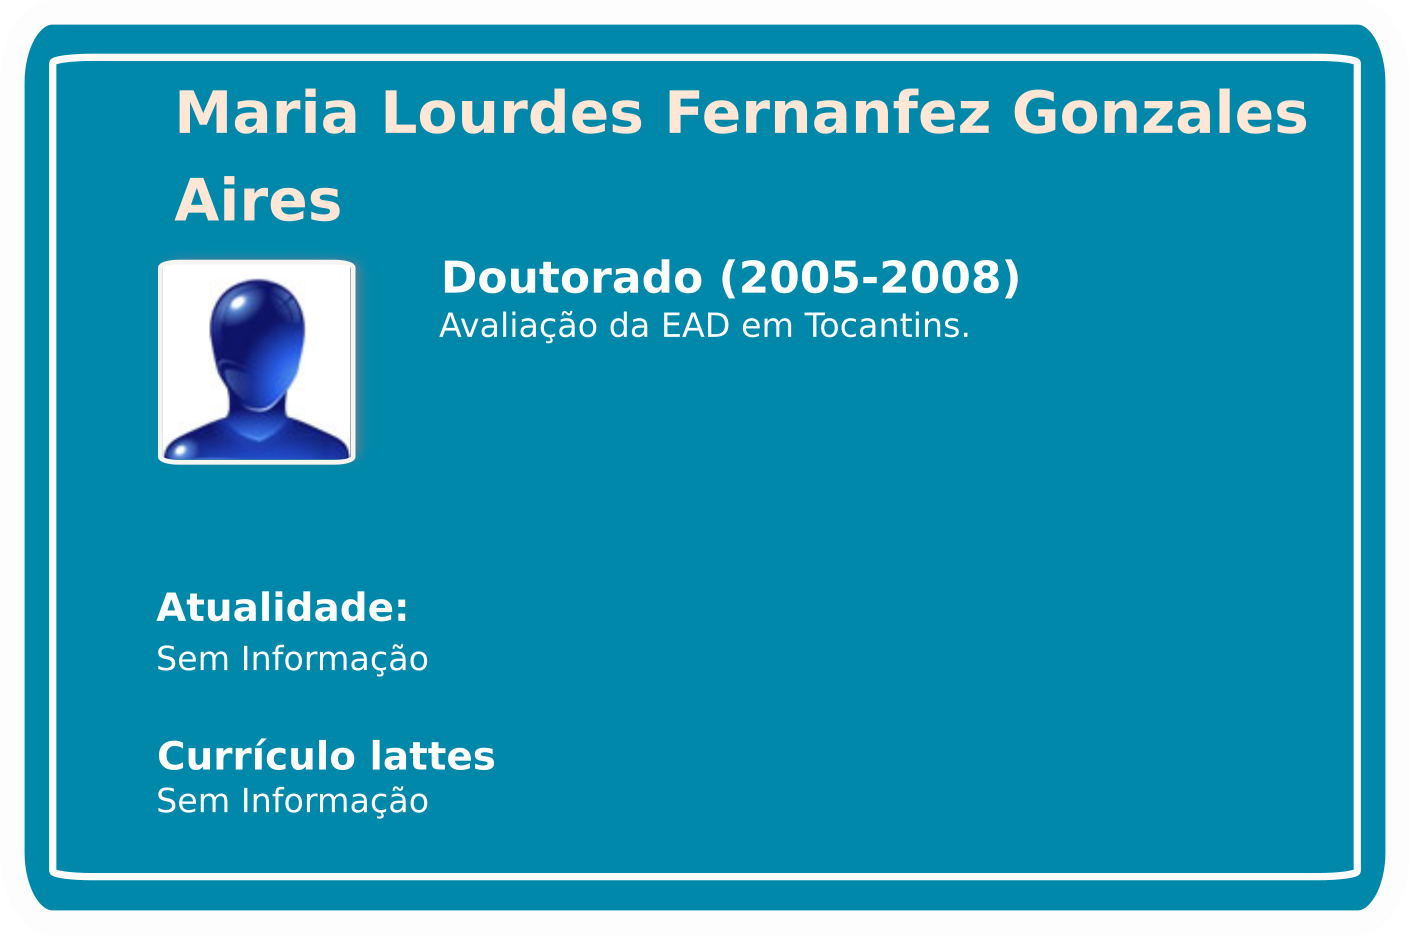 Maria Lourdes Fernanfez Gonzales
Aires
Doutorado (2005-2008)
Avaliação da EAD em Tocantins.
Atualidade:
Sem Informação
Currículo lattes
Sem Informação